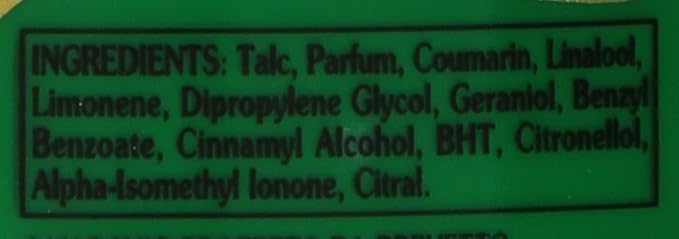 INGREDIENTS: Talc, Parfum, Coumarin, Linalool,
Limonene, Dipropylene Glycol, Geraniol, Benzyl
Benzoate, Cinnamyl Alcohol, BHT, Citronellol,
Alpha-Isomethyl Ionone, Citral.